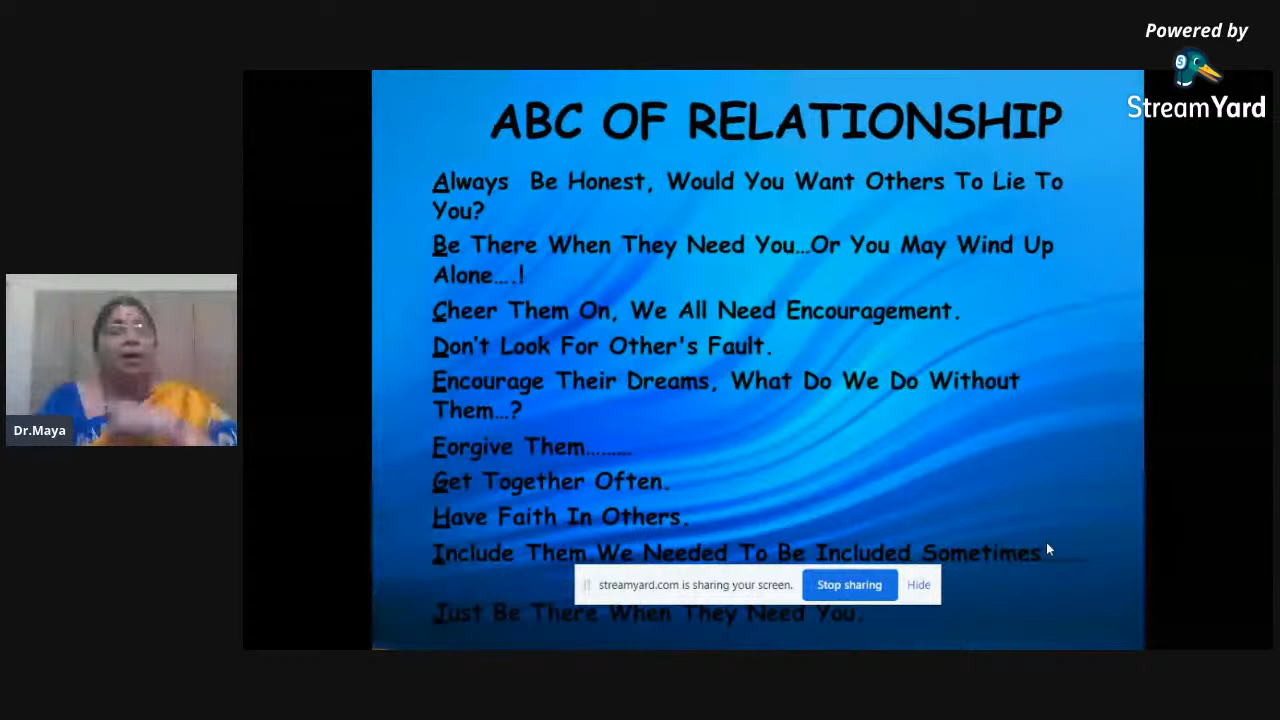 Powered by
StreamYard
ABC OF RELATIONSHIP
Always Be Honest, Would You Want Others To Lie To
You?
Be There When They Need You…Or You May Wind Up
Alone….!
Cheer Them On, We All Need Encouragement.
Don't Look For Other's Fault.
Encourage Their Dreams, What Do We Do Without
Them…?
Forgive Them………
Get Together Often.
Have Faith In Others.
Include Them We Needed To Be Included Sometimes
streamyard.com is sharing your screen. Stop sharing Hide
Just Be There When They Need You.
Dr.Maya